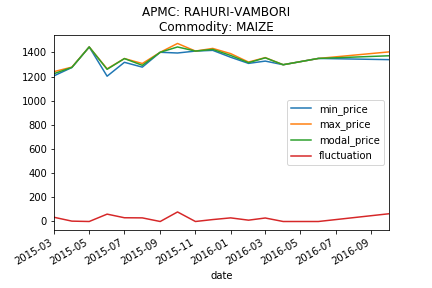 APMC: RAHURI-VAMBORI
Commodity: MAIZE
1400
1200
1000
800
600
400
200
0
min_price
max_price
modal_price
fluctuation
2015-03
2015-05
2015-07
2015-09
2015-11
2016-01
2016-03
2016-05
2016-07
2016-09
date